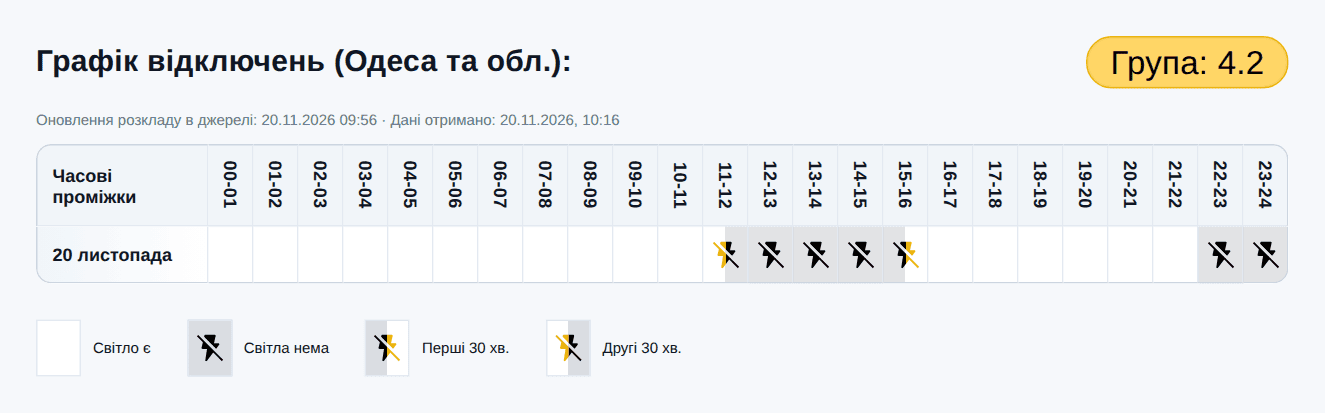 Графік відключень (Одеса та обл.):
Група: 4.2
Оновлення розкладу в джерелі: 20.11.2026 09:56 · Дані отримано: 20.11.2026, 10:16
Часові
проміжки
00-01
01-02
02-03
03-04
04-05
05-06
06-07
07-08
08-09
09-10
10-11
11-12
12-13
13-14
14-15
15-16
16-17
17-18
18-19
19-20
20-21
21-22
22-23
23-24
20 листопада
Світло є
Світла нема
Перші 30 хв.
Другі 30 хв.